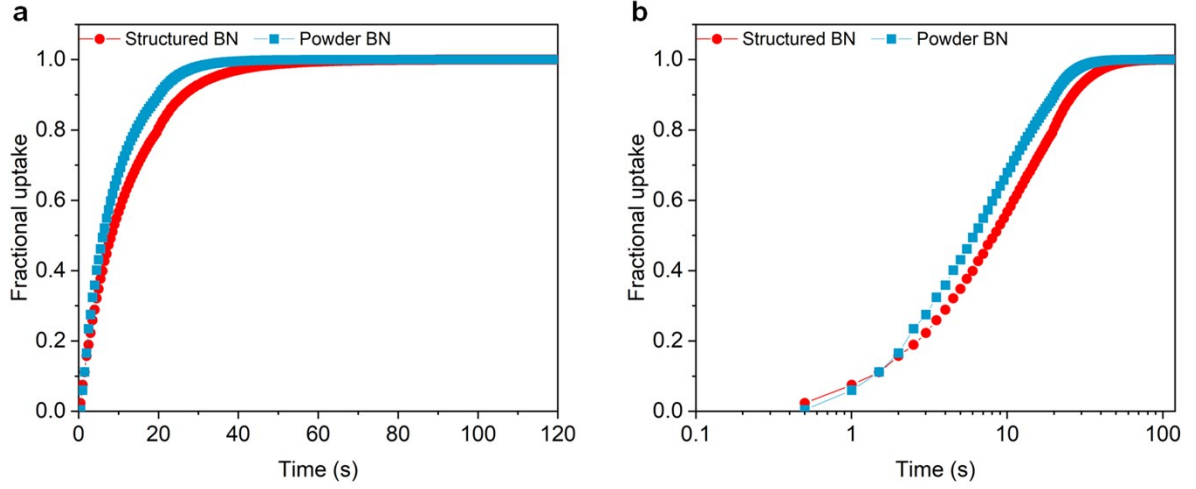 a
Structured BN Powder BN
1.0
0.8
0.6
0.4
0.2
0.0
Fractional uptake
0 20 40 60 80 100 120
Time (s)
b
Structured BN Powder BN
1.0
0.8
0.6
0.4
0.2
0.0
Fractional uptake
0.1 1 10 100
Time (s)